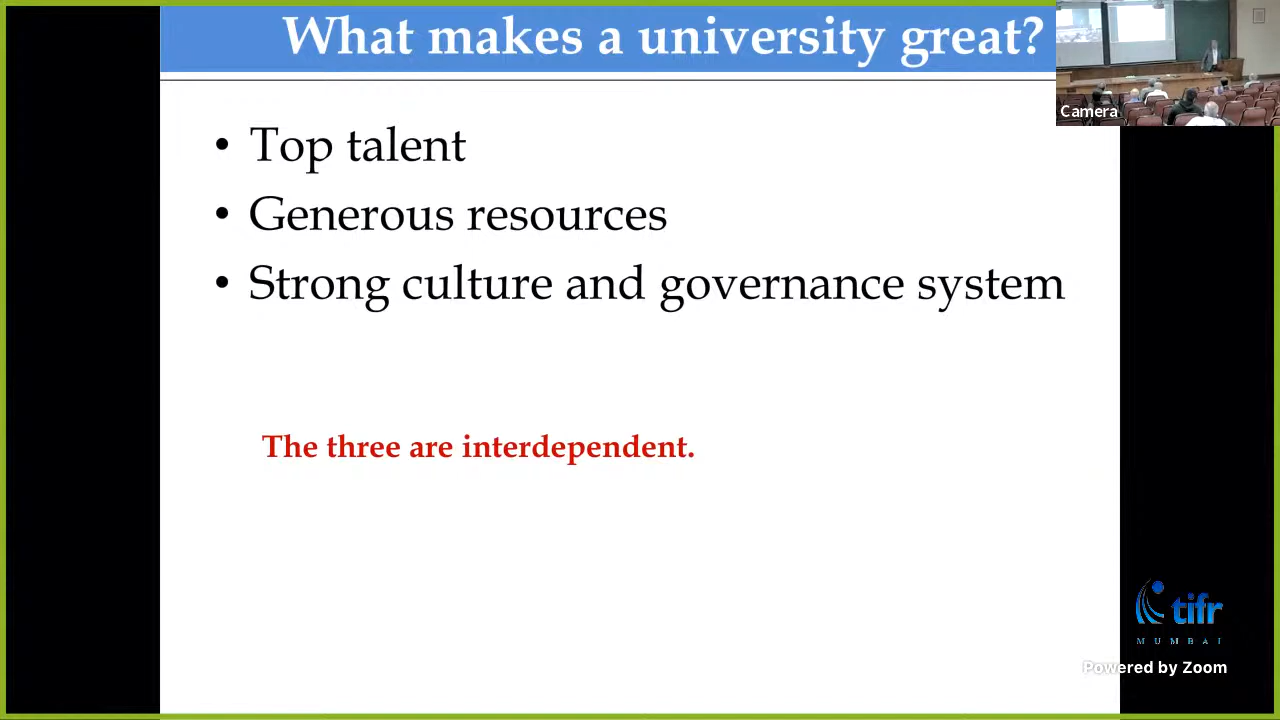 What makes a university great?
Camera
• Top talent
• Generous resources
• Strong culture and governance system
The three are interdependent.
tifr
MUMBAI
Powered by Zoom